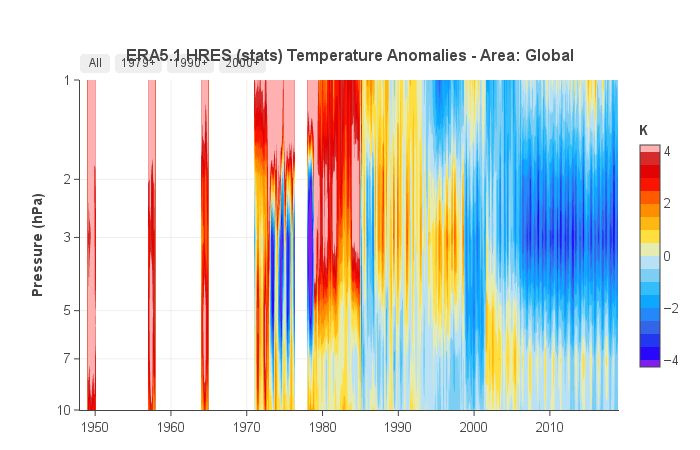 ERA5.1 HRES (stats) Temperature Anomalies - Area: Global
All 1979+ 1990+ 2000+
K
Pressure (hPa)
1
2
3
5
7
10
1950 1960 1970 1980 1990 2000 2010
4
2
0
−2
−4